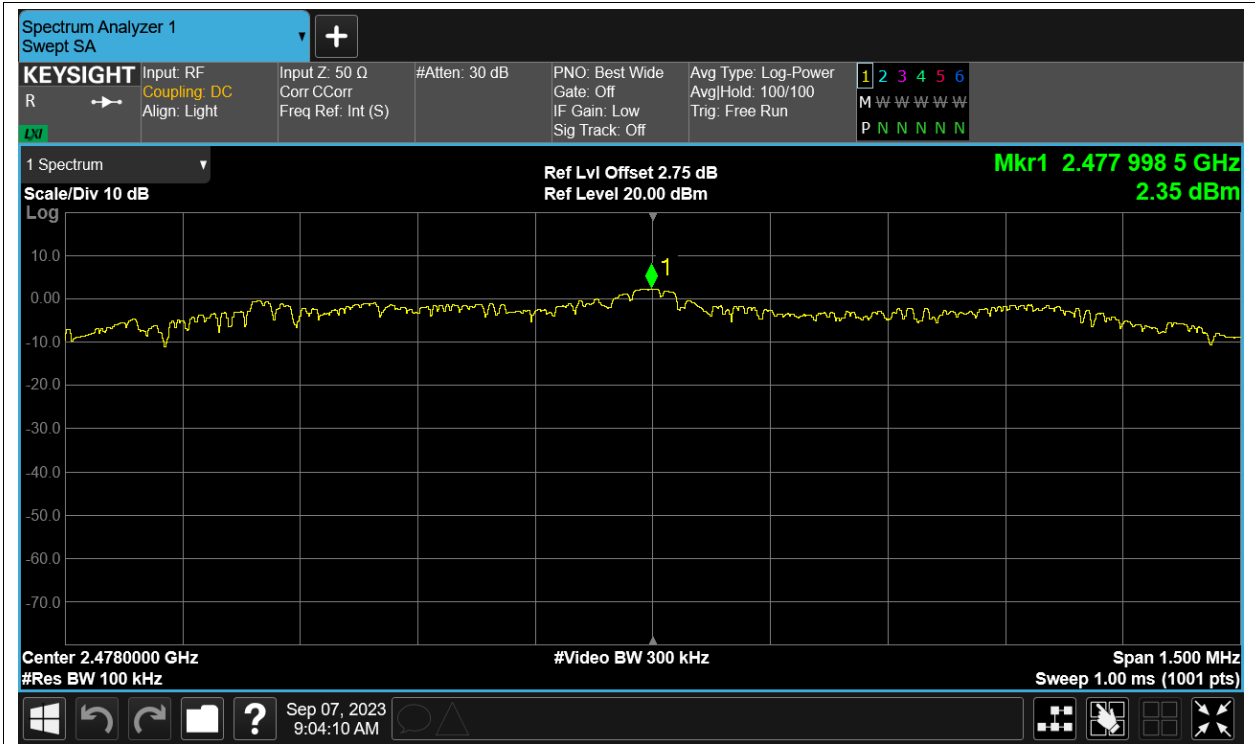 Spectrum Analyzer 1
Swept SA
KEYSIGHT
R
LXI
Input: RF
Coupling: DC
Align: Light
Input Z: 50 Ω
Corr CCorr
Freq Ref: Int (S)
#Atten: 30 dB
PNO: Best Wide
Gate: Off
IF Gain: Low
Sig Track: Off
Avg Type: Log-Power
Avg|Hold: 100/100
Trig: Free Run
1 2 3 4 5 6
M W W W W W
P N N N N N
1 Spectrum
Scale/Div 10 dB
Log
Ref Lvl Offset 2.75 dB
Ref Level 20.00 dBm
Mkr1 2.477 998 5 GHz
2.35 dBm
1
10.0
0.00
-10.0
-20.0
-30.0
-40.0
-50.0
-60.0
-70.0
Center 2.4780000 GHz
#Res BW 100 kHz
#Video BW 300 kHz
Span 1.500 MHz
Sweep 1.00 ms (1001 pts)
?
Sep 07, 2023
9:04:10 AM